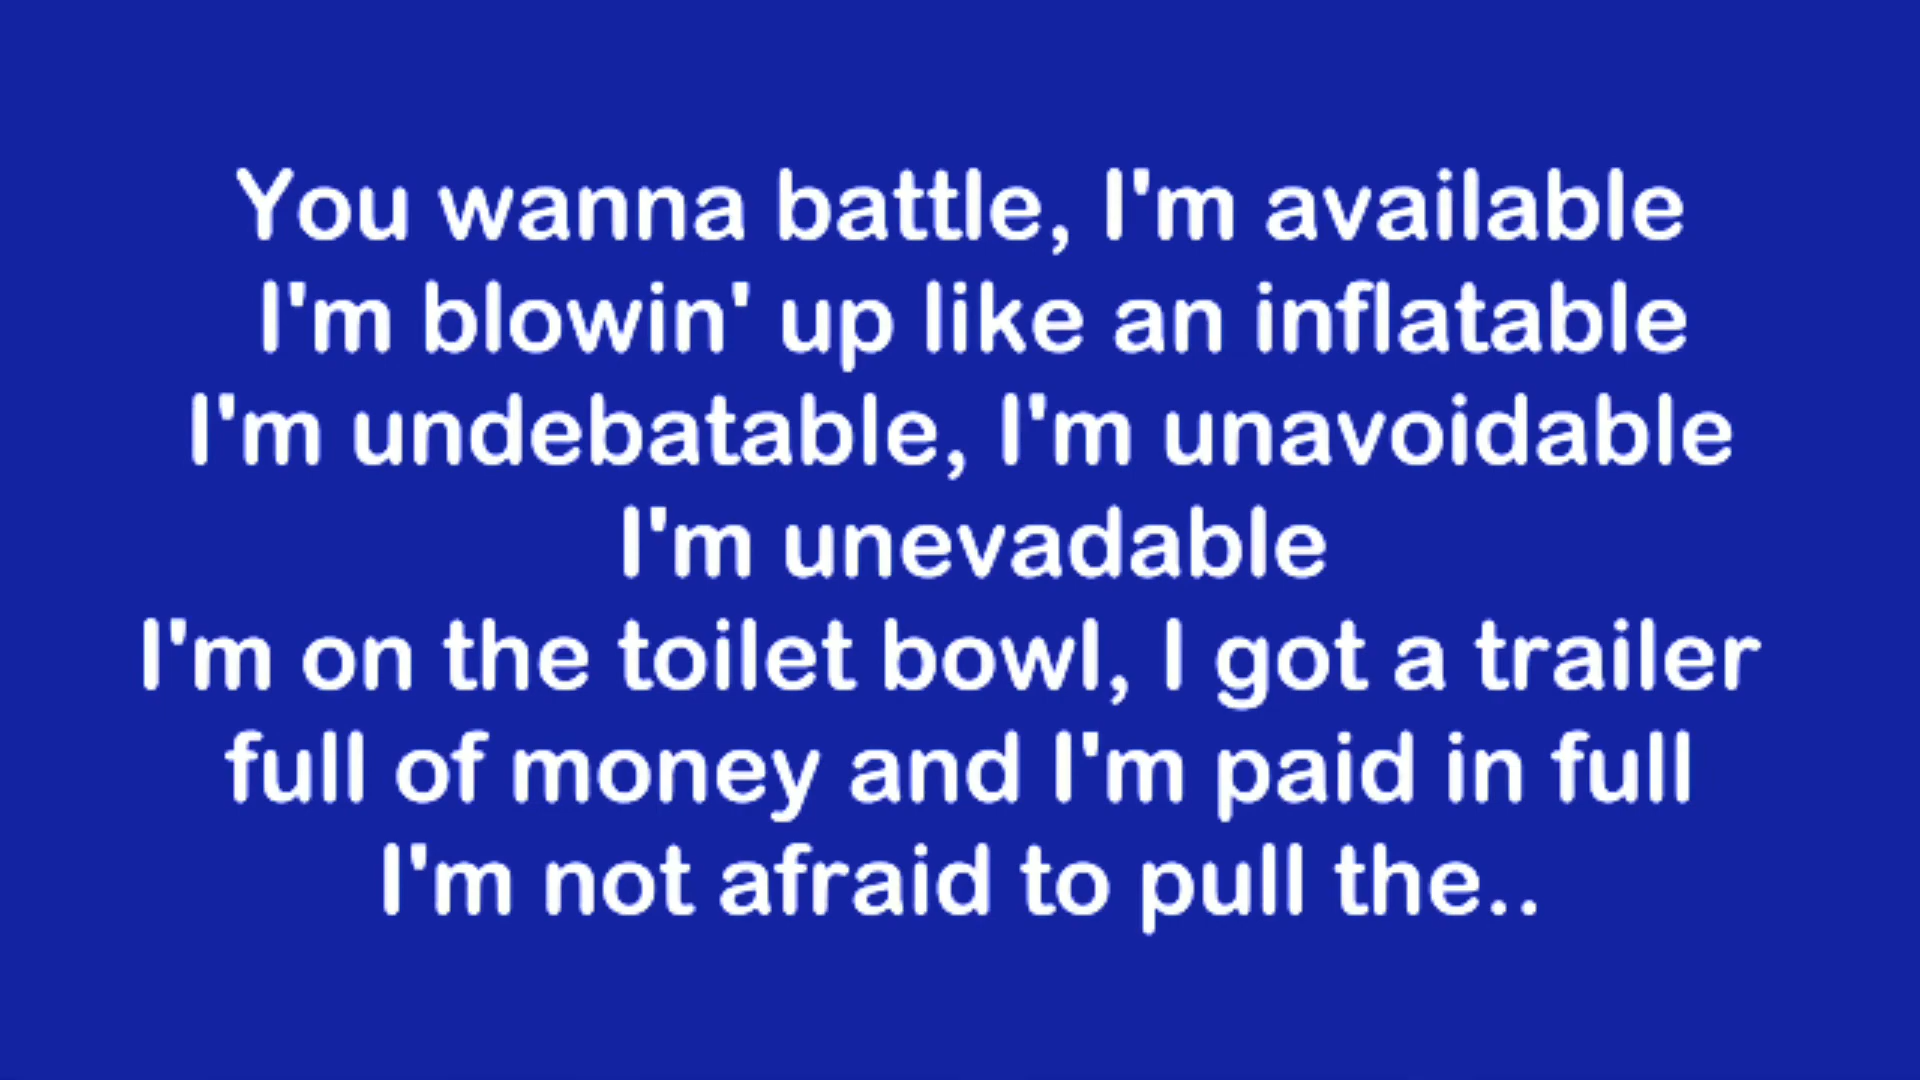 You wanna battle, I'm available
I'm blowin' up like an inflatable
I'm undebatable, I'm unavoidable
I'm unevadable
I'm on the toilet bowl, I got a trailer
full of money and I'm paid in full
I'm not afraid to pull the..